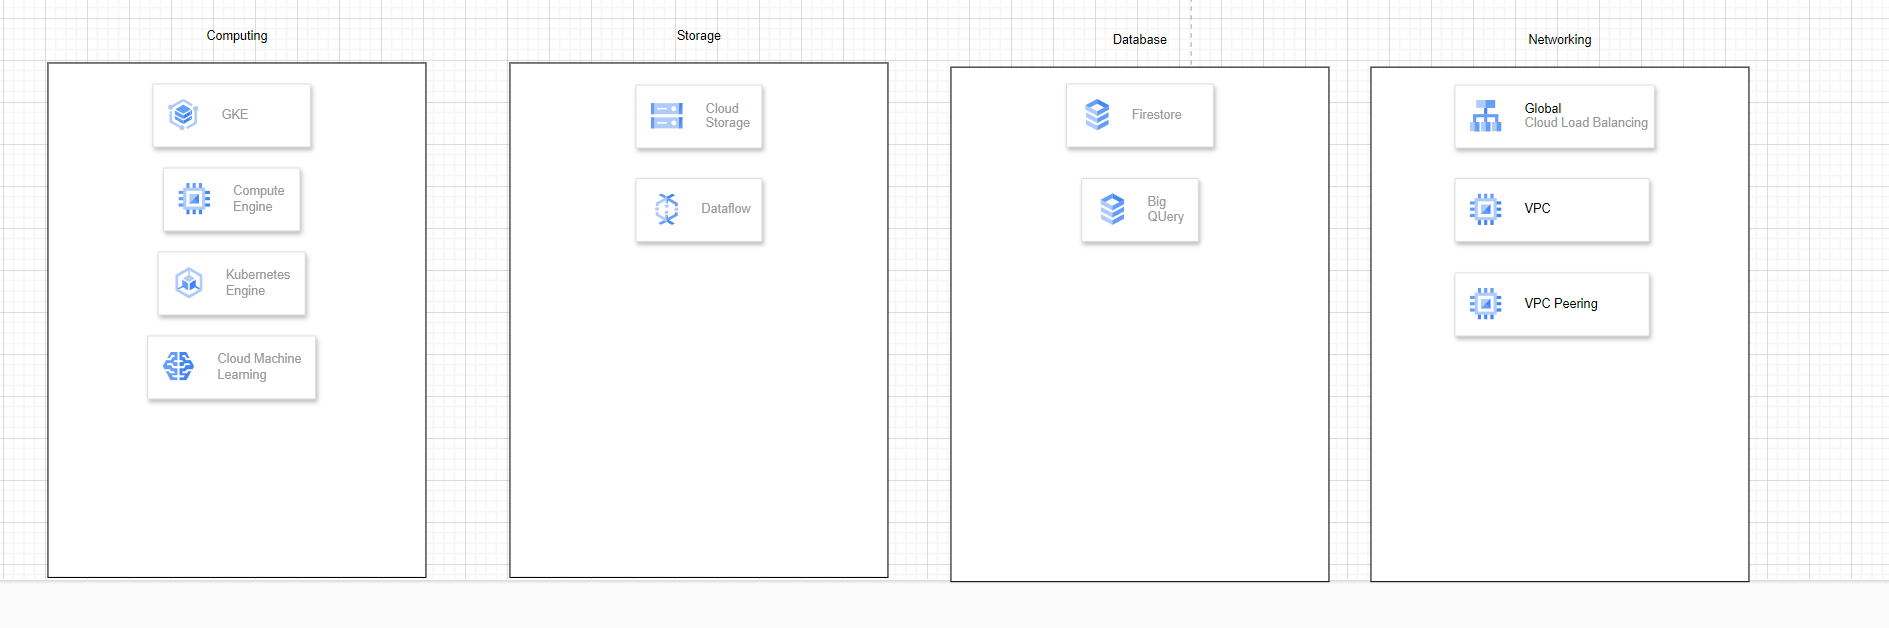 Computing
GKE
Compute
Engine
Kubernetes
Engine
Cloud Machine
Learning
Storage
Cloud
Storage
Dataflow
Database
Firestore
Big
QUery
Networking
Global
Cloud Load Balancing
VPC
VPC Peering